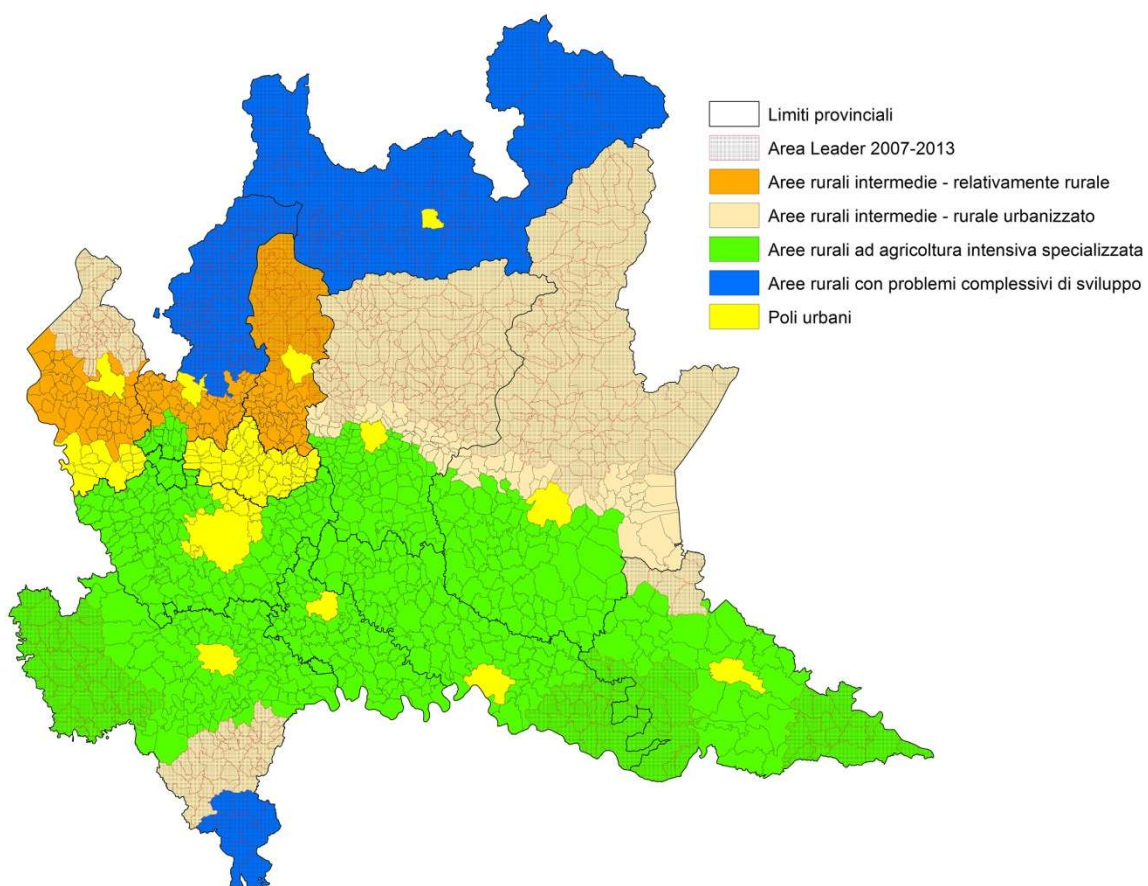 Limiti provinciali
Area Leader 2007-2013
Aree rurali intermedie - relativamente rurale
Aree rurali intermedie - rurale urbanizzato
Aree rurali ad agricoltura intensiva specializzata
Aree rurali con problemi complessivi di sviluppo
Poli urbani